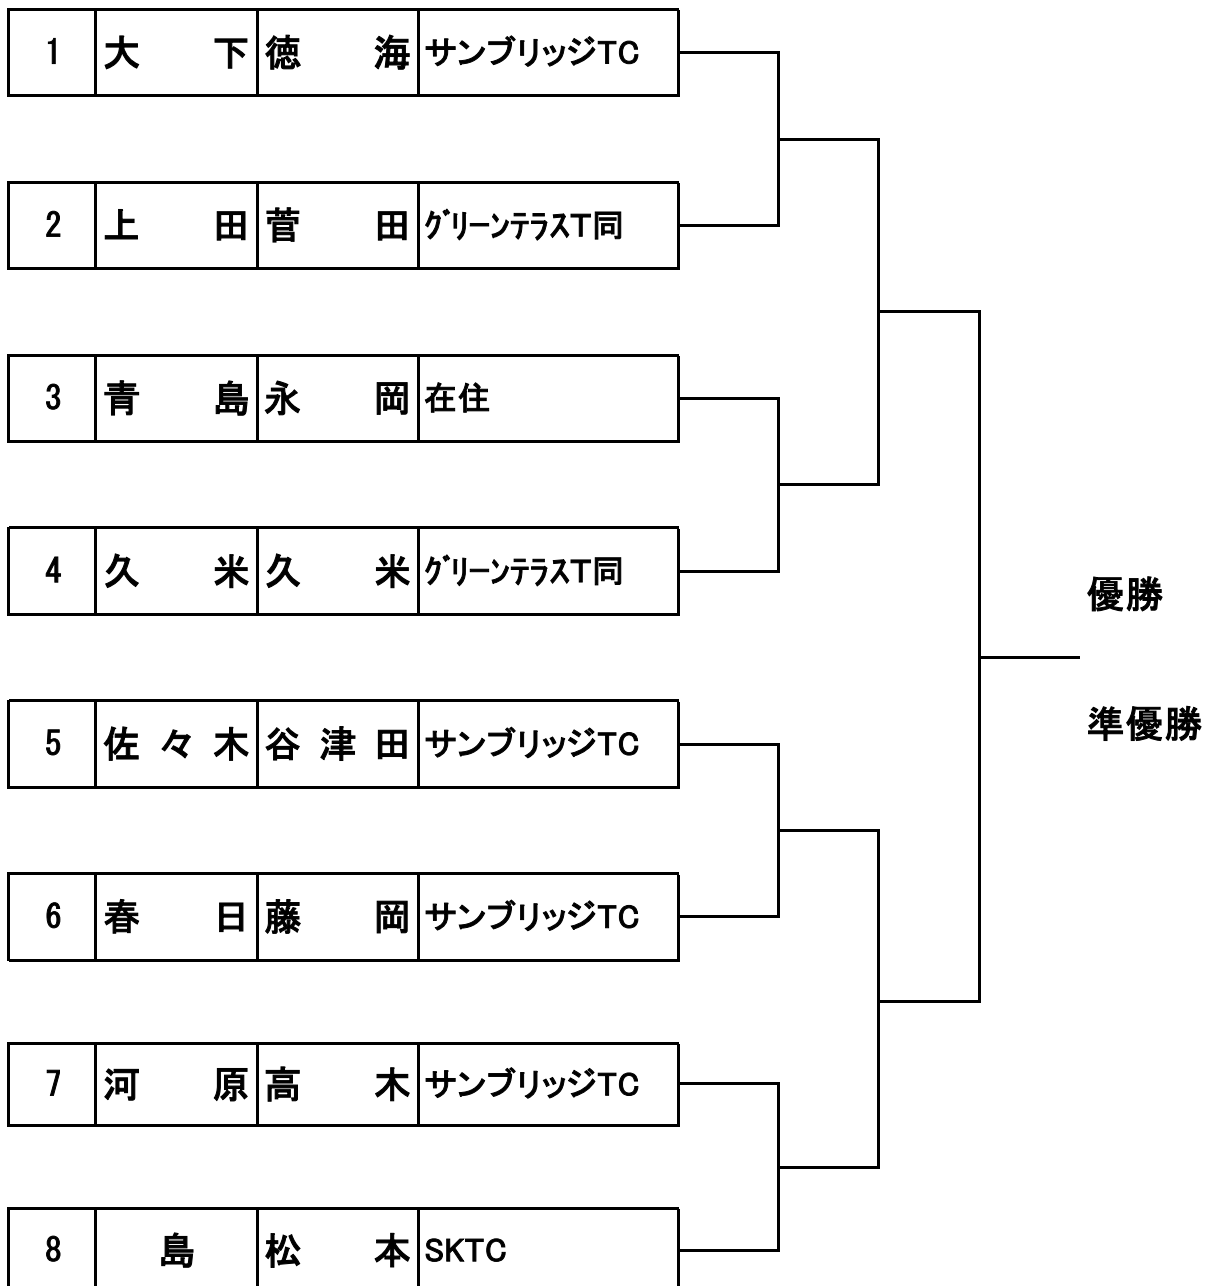 1 大下 徳海 サンブリッジTC
2 上田 菅田 グリーンテラスT同
3 青島 永岡 在住
4 久米 久米 グリーンテラスT同
優勝
準優勝
5 佐々木 谷津田 サンブリッジTC
6 春日 藤岡 サンブリッジTC
7 河原 高木 サンブリッジTC
8 島 松本 SKTC